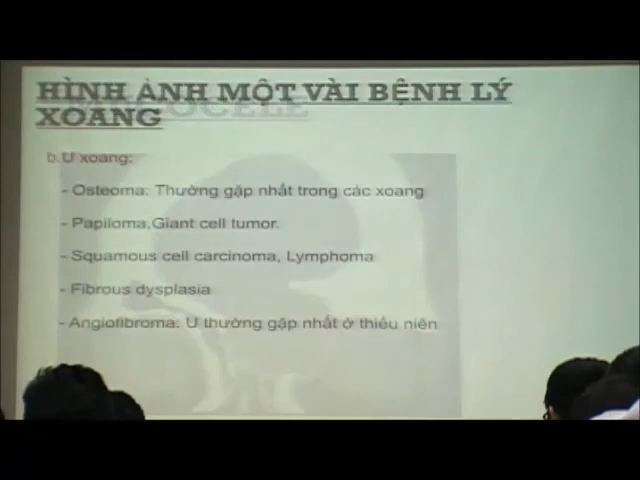 HÌNH ẢNH MỘT VÀI BỆNH LÝ
XOANG
b.U xoang:
- Osteoma: Thường gặp nhất trong các xoang
- Papiloma,Giant cell tumor.
- Squamous cell carcinoma, Lymphoma
- Fibrous dysplasia
- Angiofibroma: U thường gặp nhất ở thiếu niên